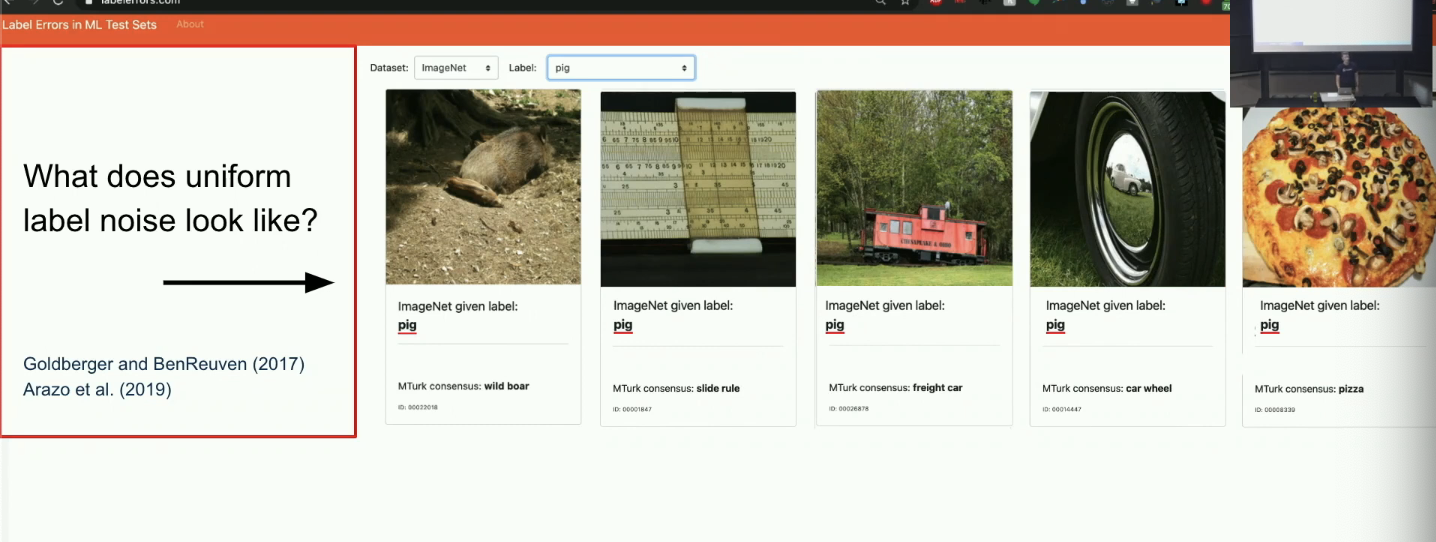 labelerrors.com
Label Errors in ML Test Sets About
Dataset: ImageNet Label: pig
What does uniform
label noise look like?
Goldberger and BenReuven (2017)
Arazo et al. (2019)
ImageNet given label:
pig
MTurk consensus: wild boar
ID: 00022018
ImageNet given label:
pig
MTurk consensus: slide rule
ID: 00001847
CHESAPEAKE & OHIO
ImageNet given label:
pig
MTurk consensus: freight car
ID: 00026878
ImageNet given label:
pig
MTurk consensus: car wheel
ID: 00014447
ImageNet given label:
pig
MTurk consensus: pizza
ID: 00008339